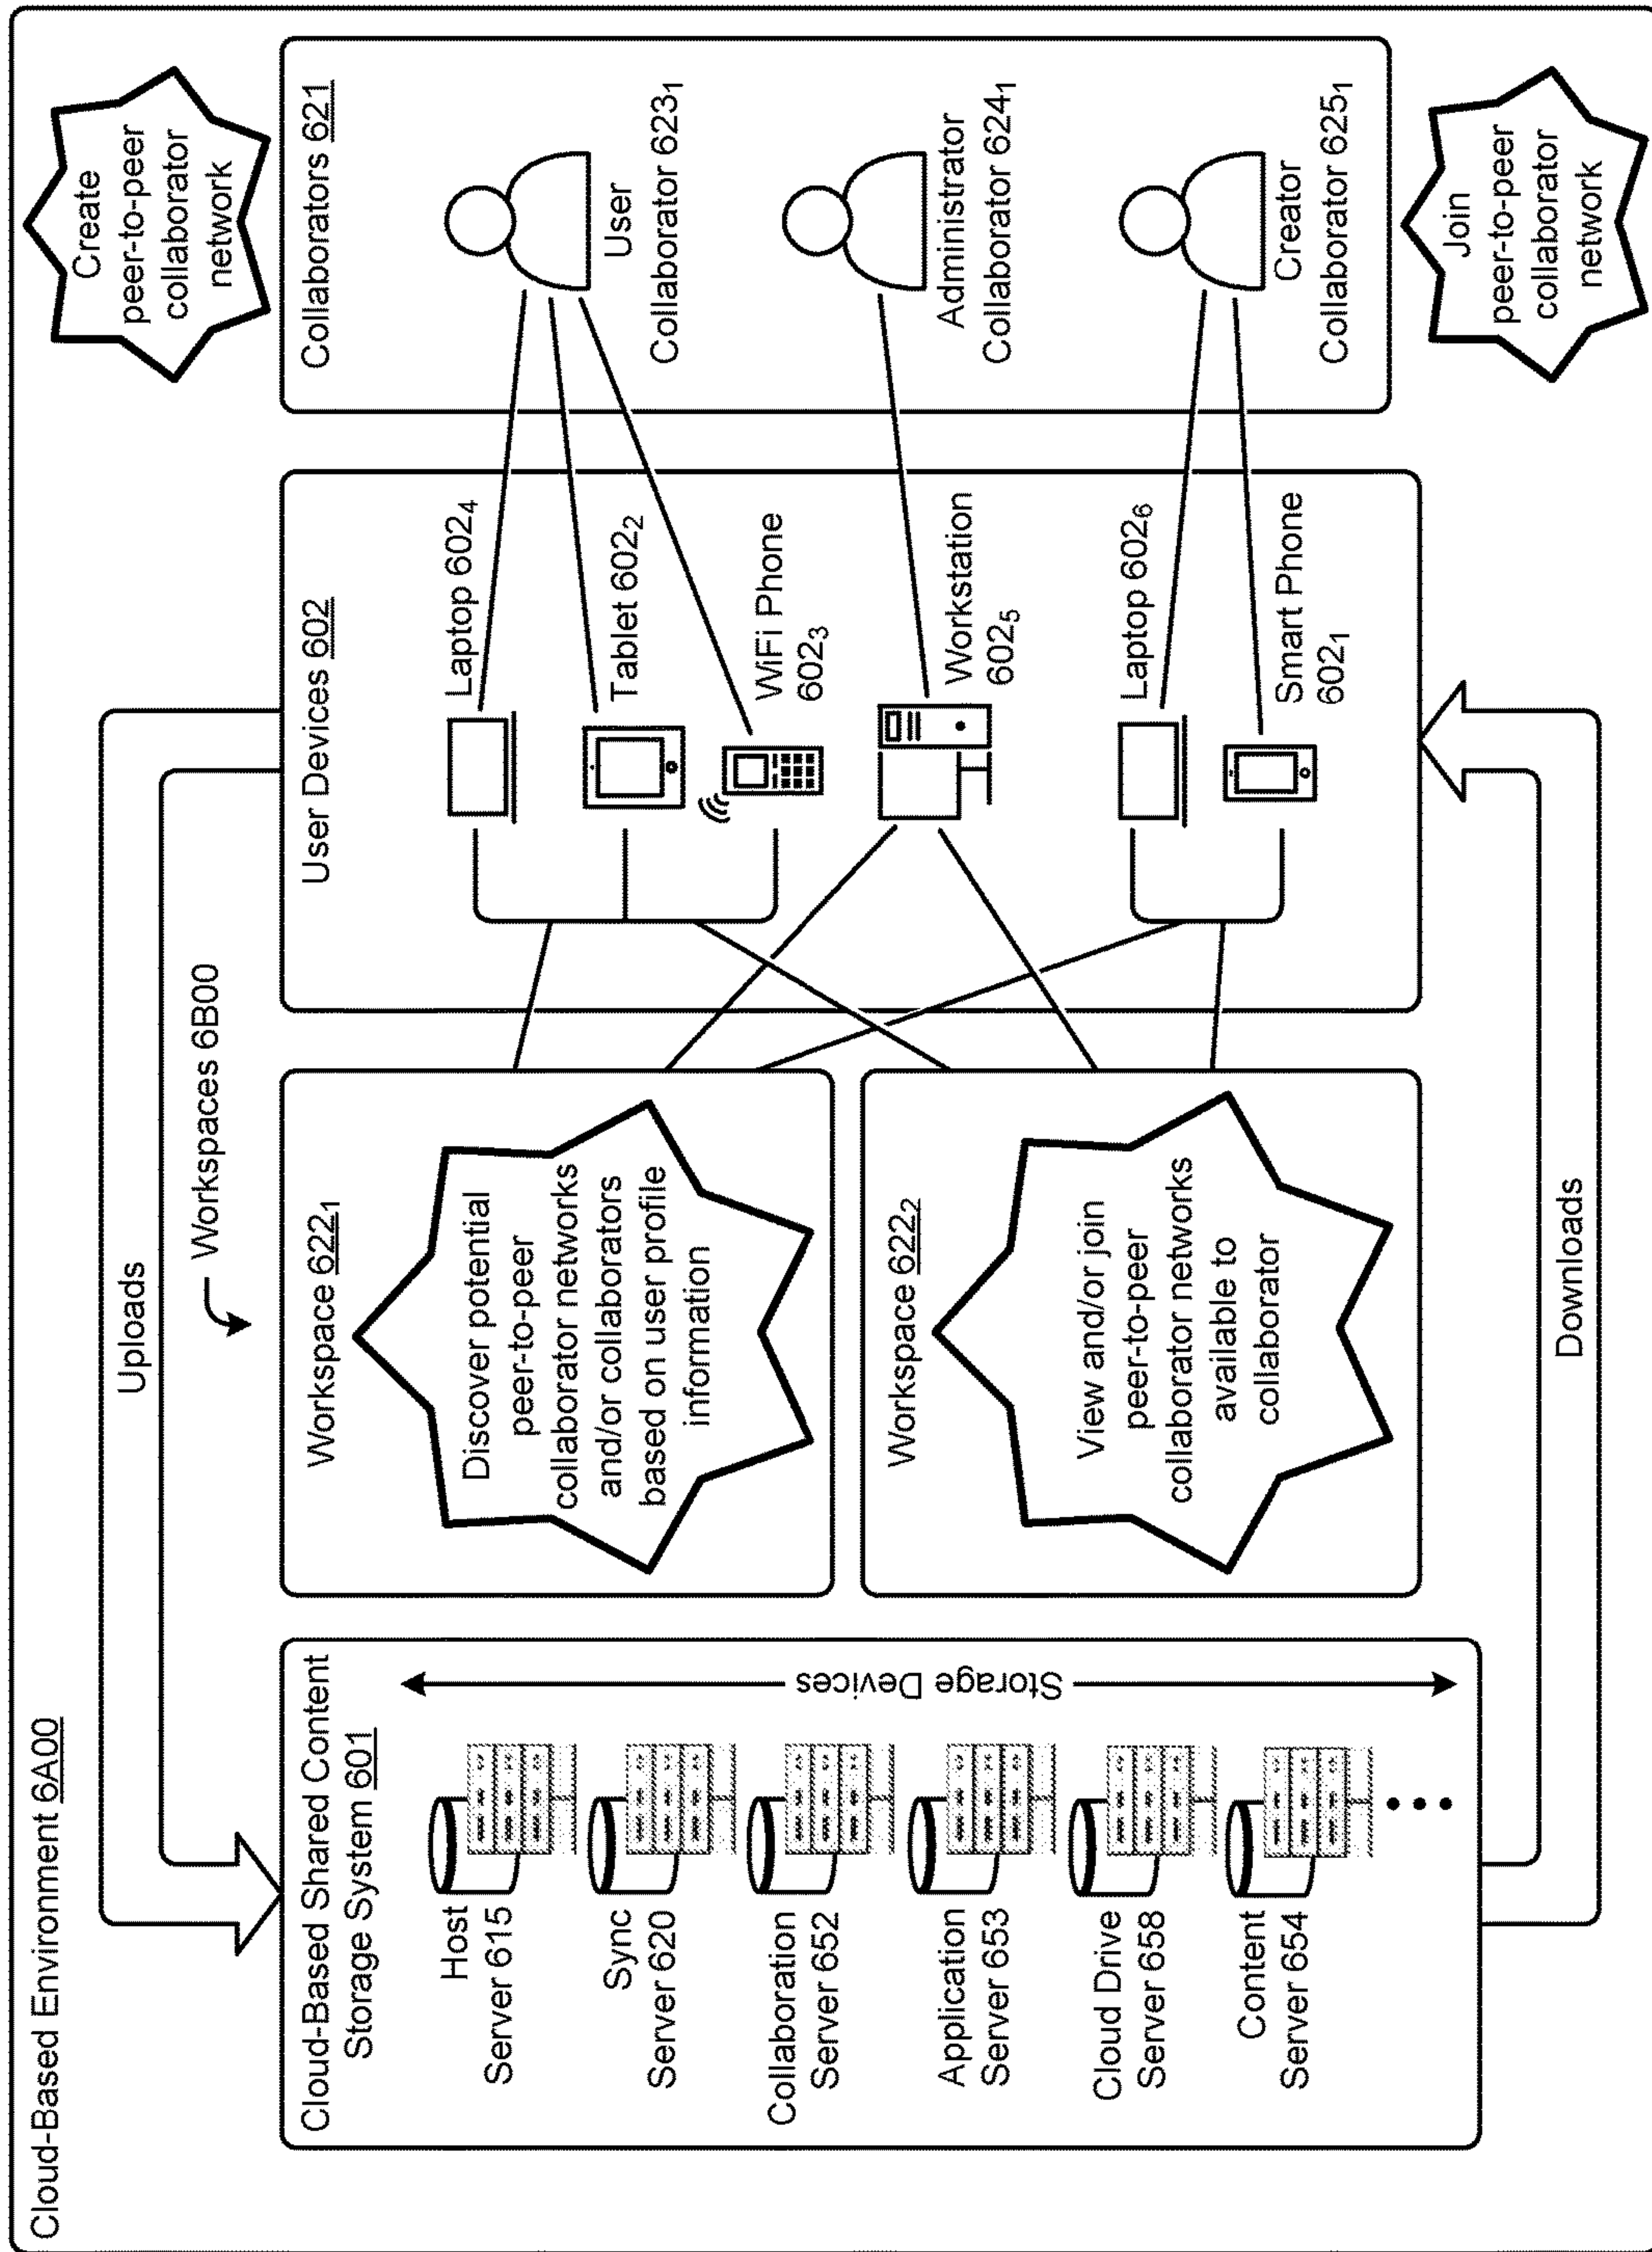 Cloud-Based Environment 6A00
Uploads
Workspaces 6B00
Create
peer-to-peer
collaborator
network
Cloud-Based Shared Content
Storage System 601
Host
Server 615
Sync
Server 620
Collaboration
Server 652
Application
Server 653
Cloud Drive
Server 658
Content
Server 654
Storage Devices
Workspace 622₁
Discover potential
peer-to-peer
collaborator networks
and/or collaborators
based on user profile
information
Workspace 622₂
View and/or join
peer-to-peer
collaborator networks
available to
collaborator
User Devices 602
Laptop 602₄
Tablet 602₂
WiFi Phone
602₃
Workstation
602₅
Laptop 602₆
Smart Phone
602₁
Collaborators 621
User
Collaborator 623₁
Administrator
Collaborator 624₁
Creator
Collaborator 625₁
Join
peer-to-peer
collaborator
network
Downloads